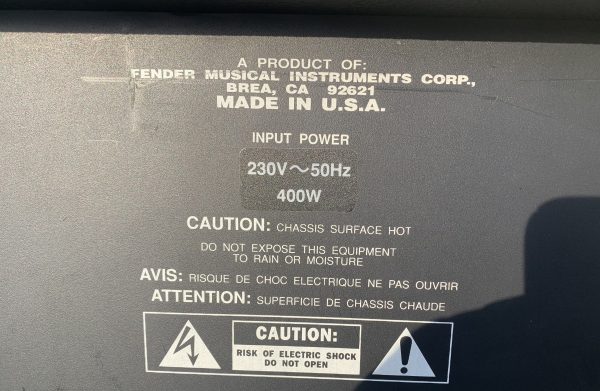 A PRODUCT OF:
FENDER MUSICAL INSTRUMENTS CORP.,
BREA, CA 92621
MADE IN U.S.A.
INPUT POWER
230V～50Hz
400W
CAUTION: CHASSIS SURFACE HOT
DO NOT EXPOSE THIS EQUIPMENT
TO RAIN OR MOISTURE
AVIS: RISQUE DE CHOC ELECTRIQUE NE PAS OUVRIR
ATTENTION: SUPERFICIE DE CHASSIS CHAUDE
CAUTION:
RISK OF ELECTRIC SHOCK
DO NOT OPEN